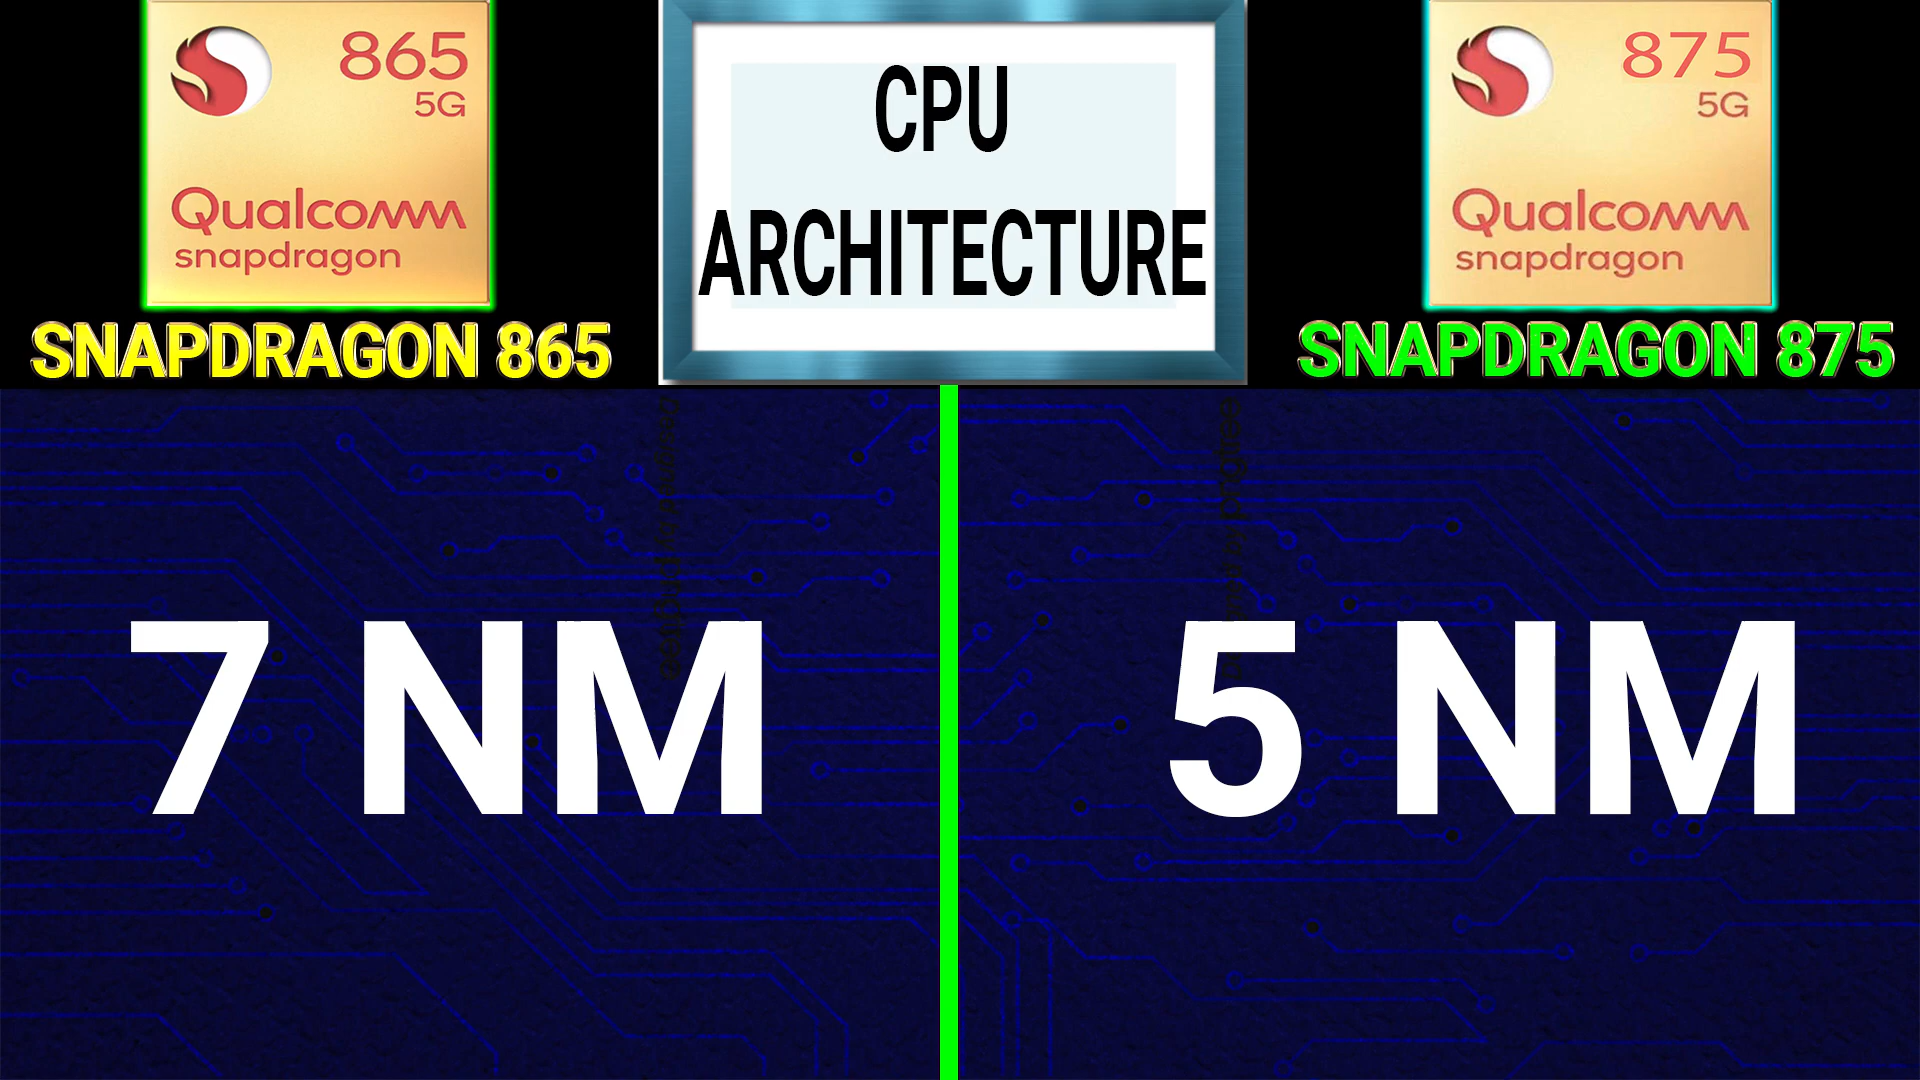 865
5G
Qualcomm
snapdragon
SNAPDRAGON 865
CPU
ARCHITECTURE
875
5G
Qualcomm
snapdragon
SNAPDRAGON 875
7 NM
5 NM